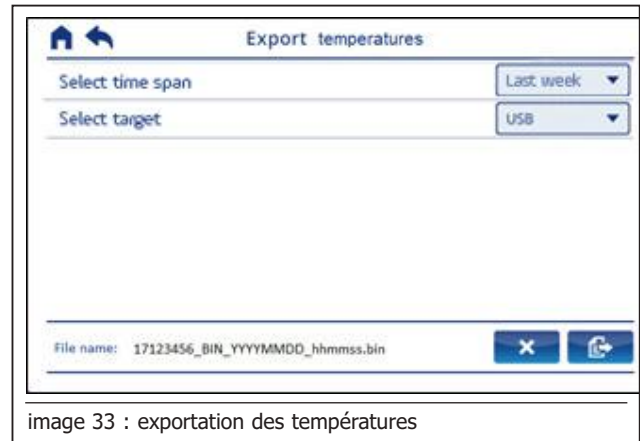 Export temperatures
Select time span Last week
Select target USB
File name: 17123456_BIN_YYYYMMDD_hhmmss.bin
image 33 : exportation des températures